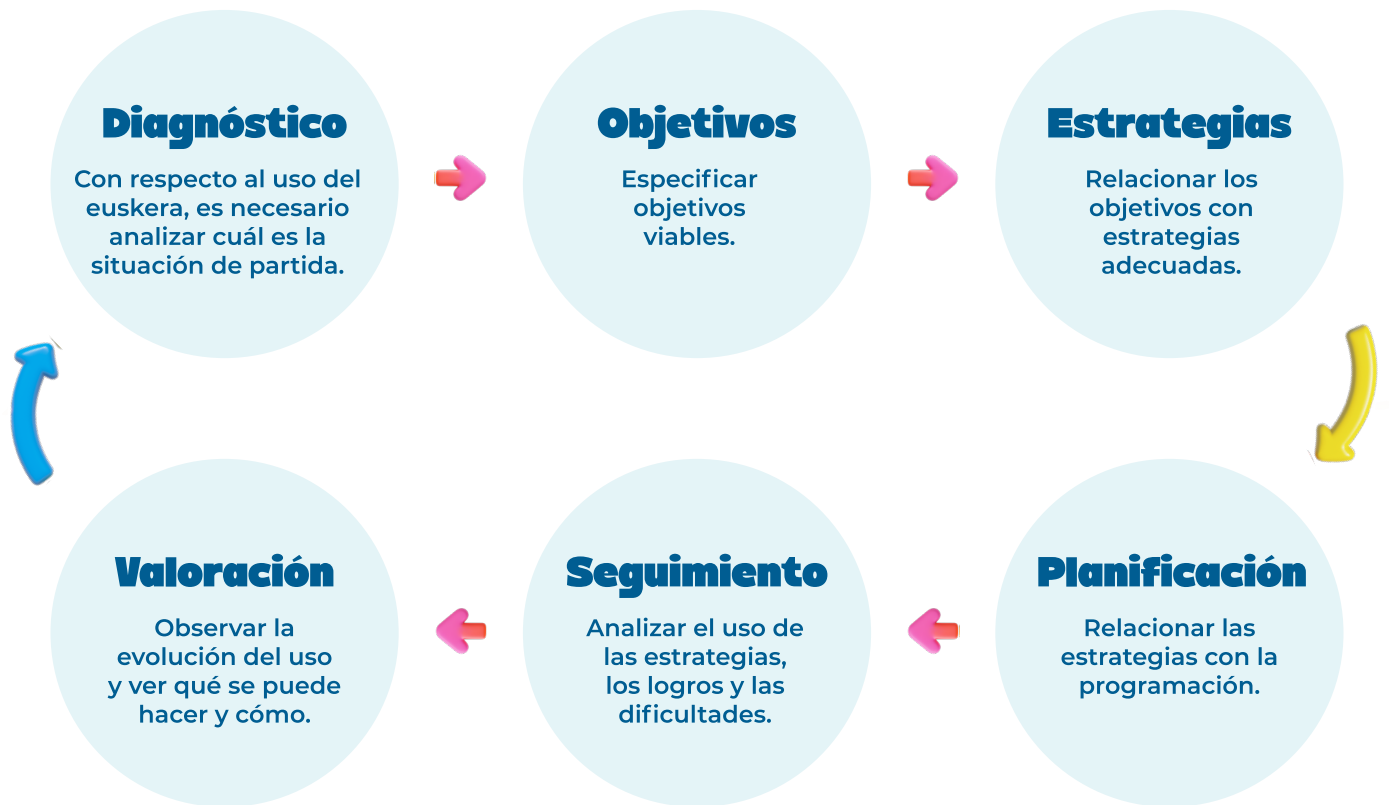 Diagnóstico
Con respecto al uso del
euskera, es necesario
analizar cuál es la
situación de partida.
Objetivos
Especificar
objetivos
viables.
Estrategias
Relacionar los
objetivos con
estrategias
adecuadas.
Planificación
Relacionar las
estrategias con la
programación.
Seguimiento
Analizar el uso de
las estrategias,
los logros y las
dificultades.
Valoración
Observar la
evolución del uso
y ver qué se puede
hacer y cómo.